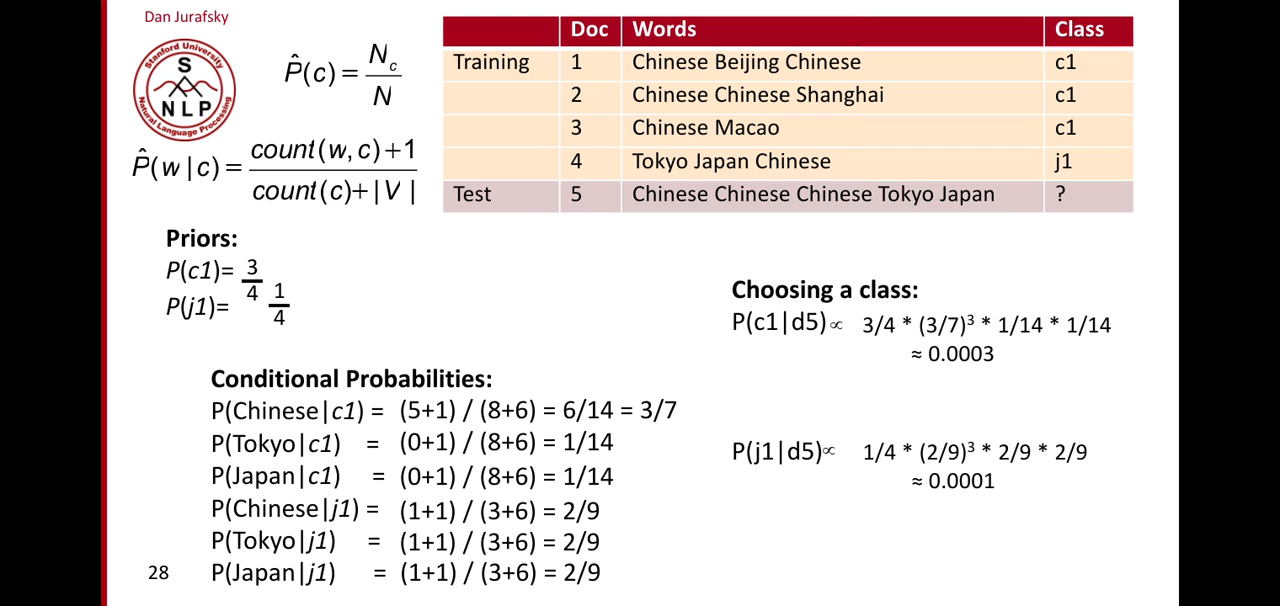 Dan Jurafsky
Stanford University
S
NLP
Natural Language Processing
P̂(c) = N_c / N
P̂(w|c) = count(w,c)+1 / count(c)+|V|
Doc Words Class
Training 1 Chinese Beijing Chinese c1
2 Chinese Chinese Shanghai c1
3 Chinese Macao c1
4 Tokyo Japan Chinese j1
Test 5 Chinese Chinese Chinese Tokyo Japan ?
Priors:
P(c1)= 3/4
P(j1)= 1/4
Conditional Probabilities:
P(Chinese|c1) = (5+1) / (8+6) = 6/14 = 3/7
P(Tokyo|c1) = (0+1) / (8+6) = 1/14
P(Japan|c1) = (0+1) / (8+6) = 1/14
P(Chinese|j1) = (1+1) / (3+6) = 2/9
P(Tokyo|j1) = (1+1) / (3+6) = 2/9
P(Japan|j1) = (1+1) / (3+6) = 2/9
Choosing a class:
P(c1|d5) ∝ 3/4 * (3/7)³ * 1/14 * 1/14
≈ 0.0003
P(j1|d5) ∝ 1/4 * (2/9)³ * 2/9 * 2/9
≈ 0.0001
28